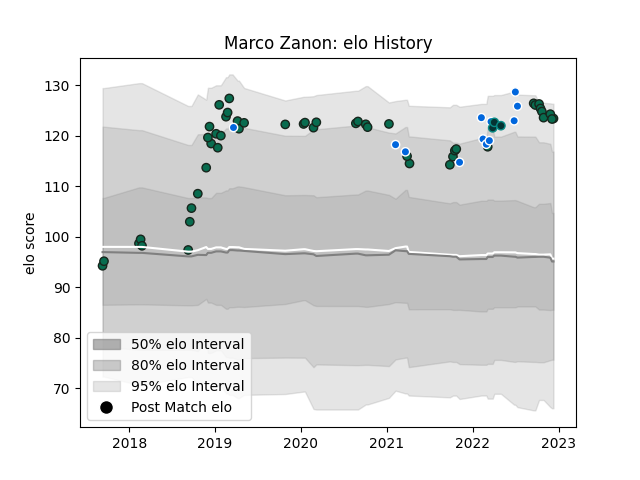 Marco Zanon: elo History
elo score
130
120
110
100
90
80
70
50% elo Interval
80% elo Interval
95% elo Interval
Post Match elo
2018 2019 2020 2021 2022 2023